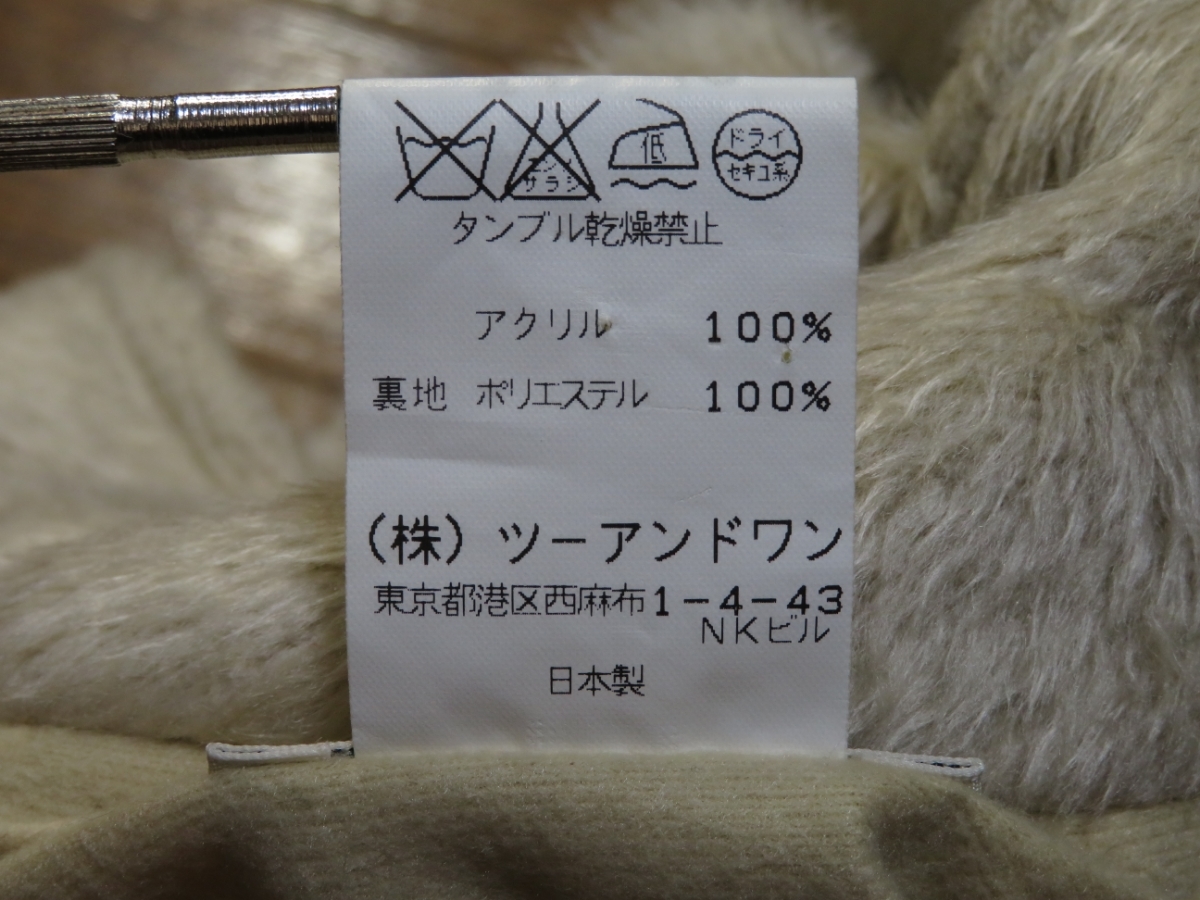 エンソ
サラシ
低
ドライ
セキユ系
タンブル乾燥禁止
アクリル 100%
裏地 ポリエステル 100%
(株) ツーアンドワン
東京都港区西麻布1-4-43
NKビル
日本製